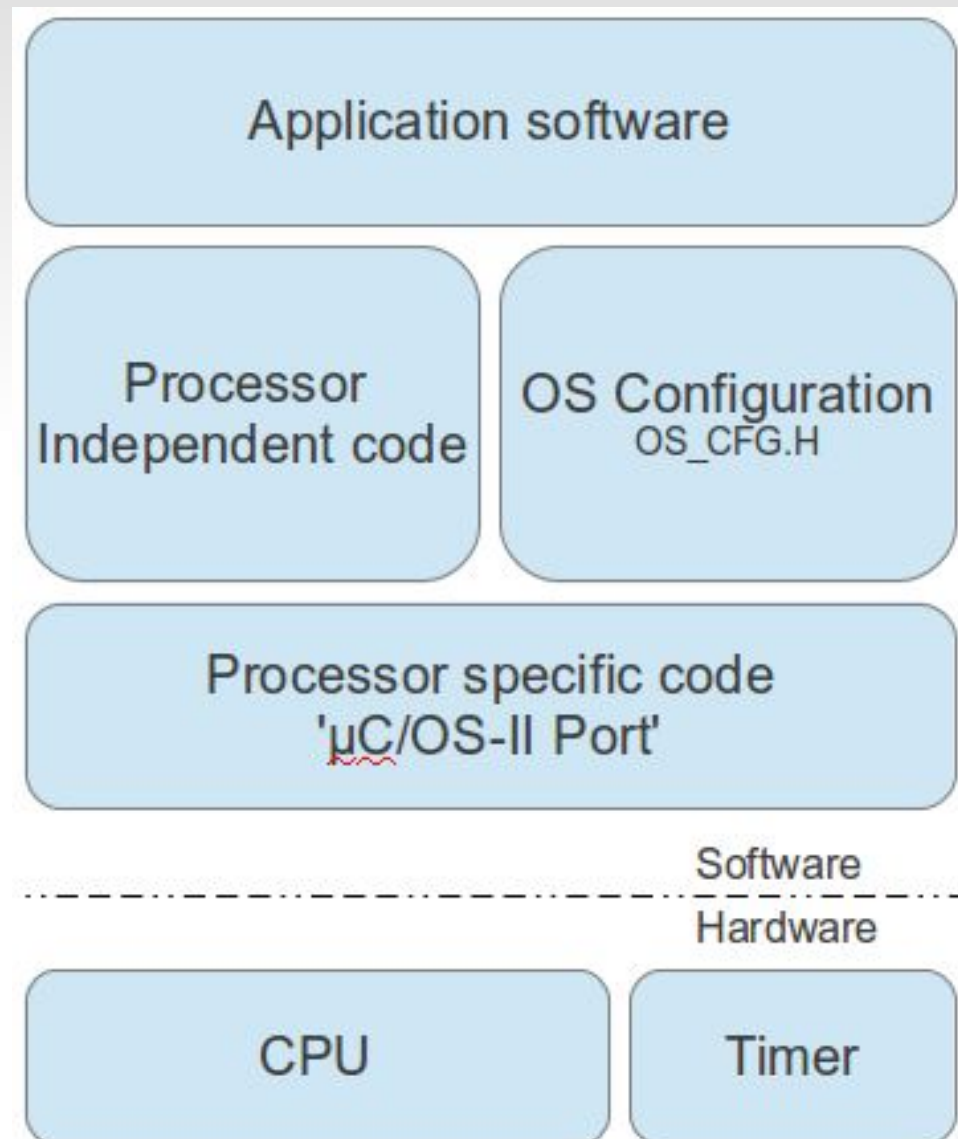 Application software
Processor
Independent code
OS Configuration
OS_CFG.H
Processor specific code
'µC/OS-II Port'
Software
Hardware
CPU
Timer